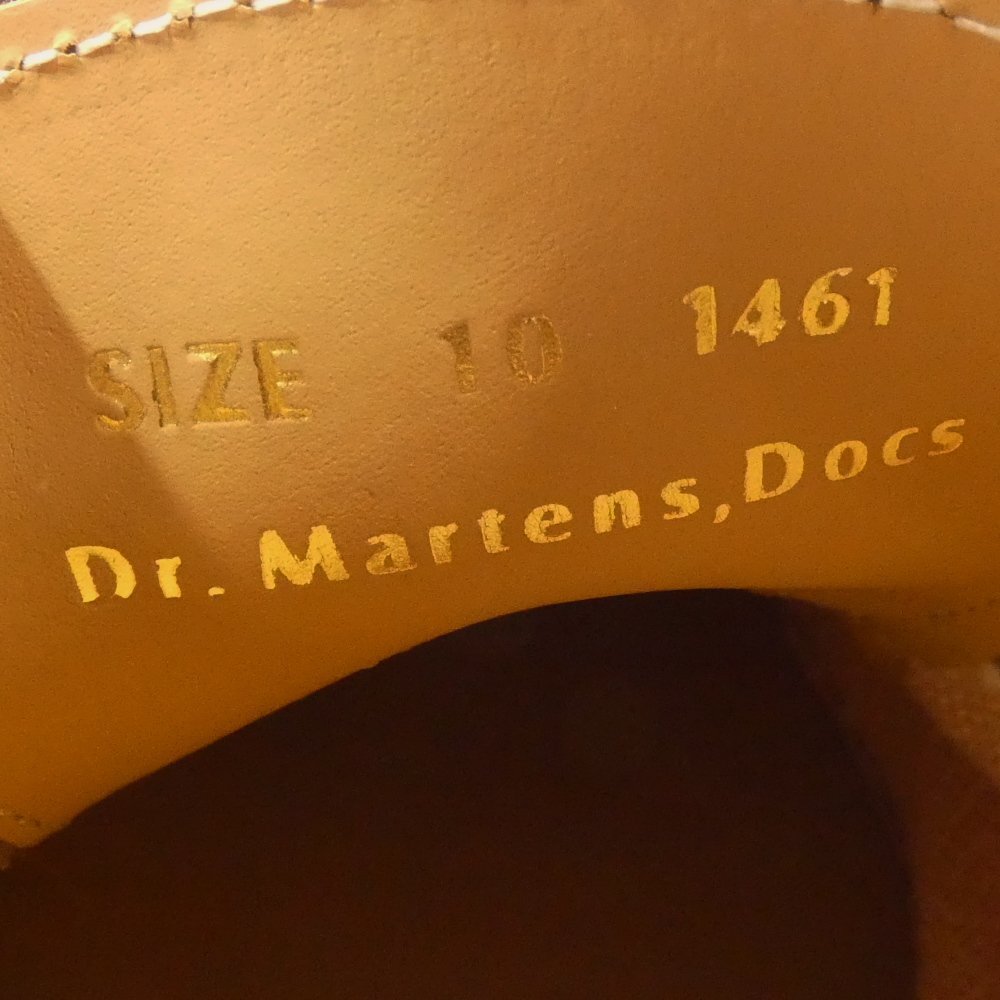 SIZE 10 1461
Dr. Martens, Docs